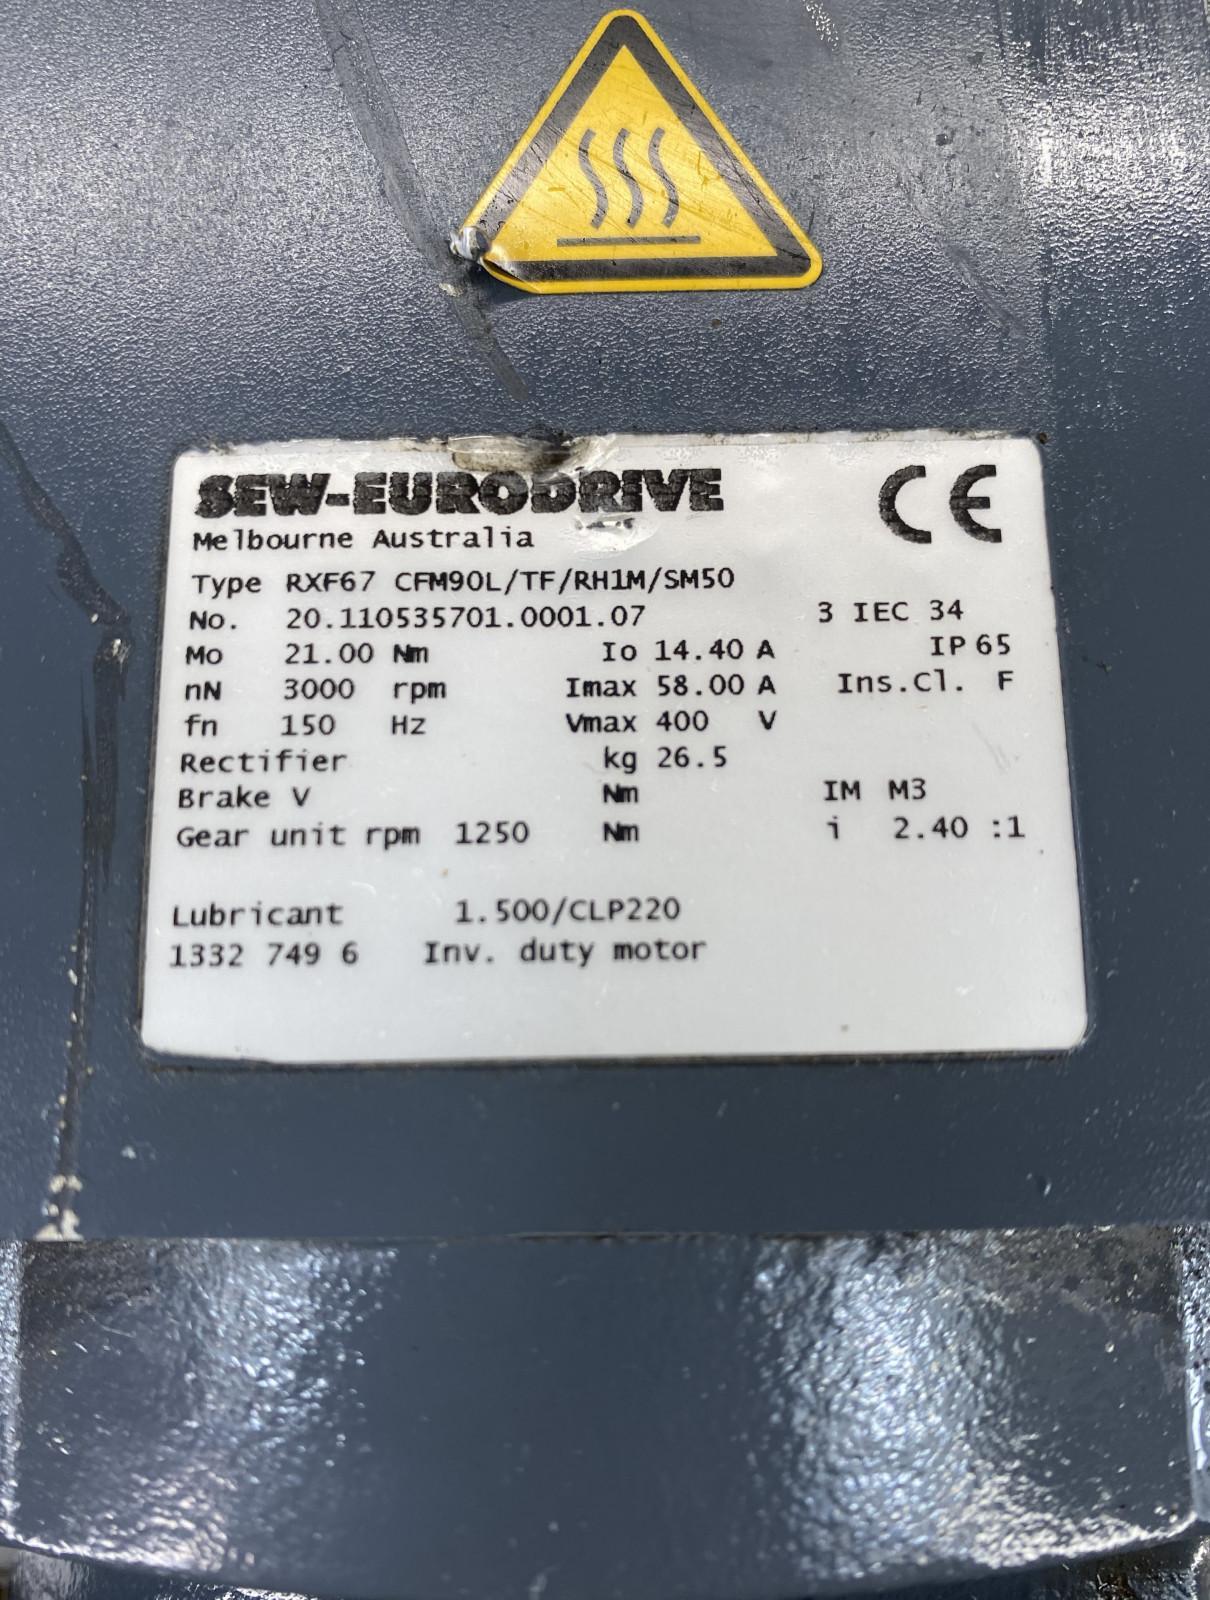 SEW-EURODRIVE CE
Melbourne Australia
Type RXF67 CFM90L/TF/RH1M/SM50
No. 20.110535701.0001.07 3 IEC 34
Mo 21.00 Nm Io 14.40 A IP 65
nN 3000 rpm Imax 58.00 A Ins.Cl. F
fn 150 Hz Vmax 400 V
Rectifier kg 26.5
Brake V Nm IM M3
Gear unit rpm 1250 Nm i 2.40 :1
Lubricant 1.500/CLP220
1332 749 6 Inv. duty motor